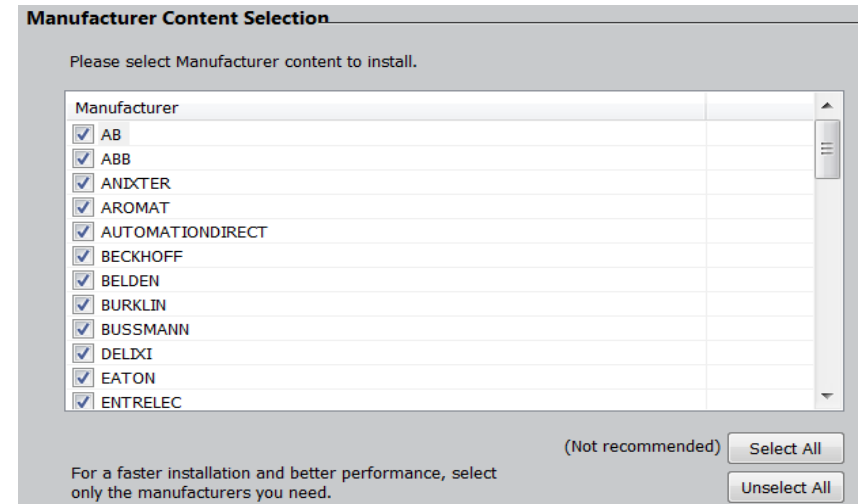 Manufacturer Content Selection
Please select Manufacturer content to install.
Manufacturer
AB
ABB
ANIXTER
AROMAT
AUTOMATIONDIRECT
BECKHOFF
BELDEN
BURKLIN
BUSSMANN
DELIXI
EATON
ENTRELEC
(Not recommended) Select All
For a faster installation and better performance, select
only the manufacturers you need.
Unselect All